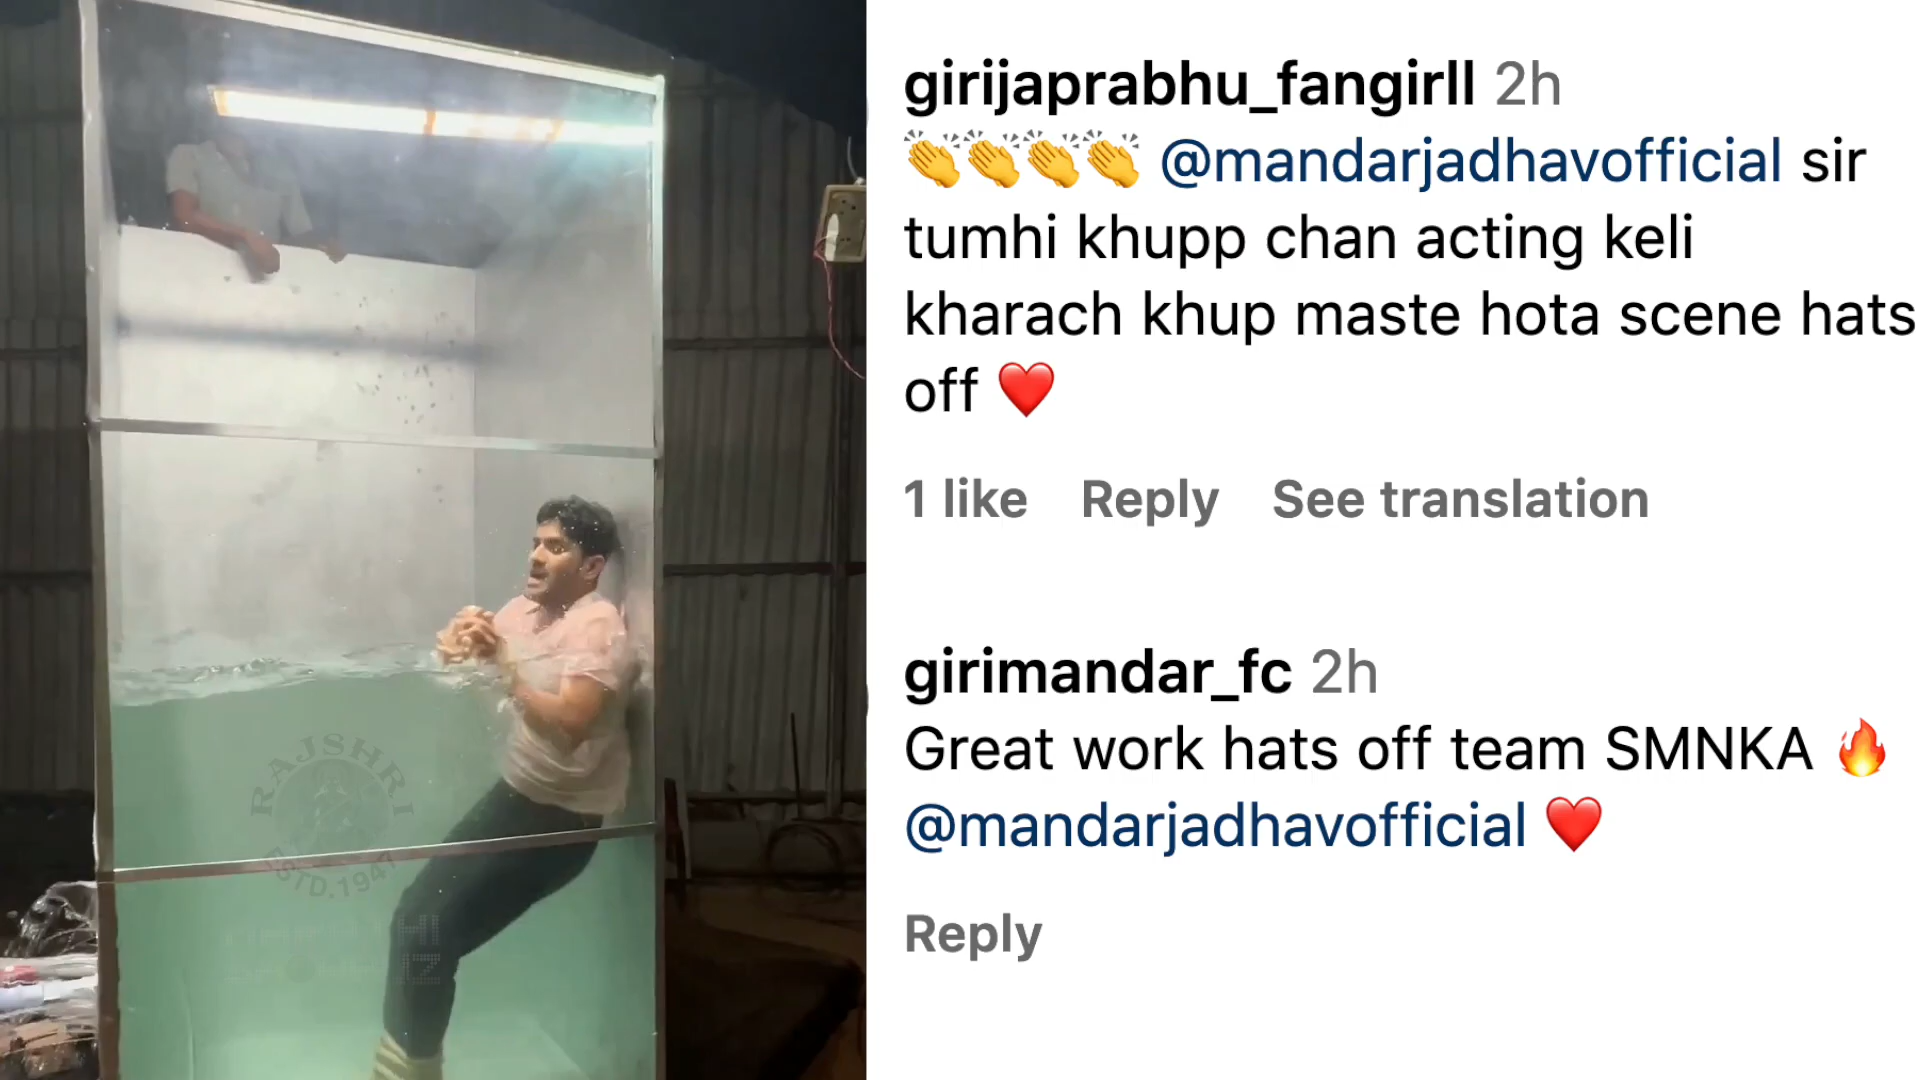 girijaprabhu_fangirll 2h
👏👏👏👏 @mandarjadhavofficial sir
tumhi khupp chan acting keli
kharach khup maste hota scene hats
off ❤️
1 like Reply See translation
girimandar_fc 2h
Great work hats off team SMNKA 🔥
@mandarjadhavofficial ❤️
Reply
RAJSHRI
ESTD.1947